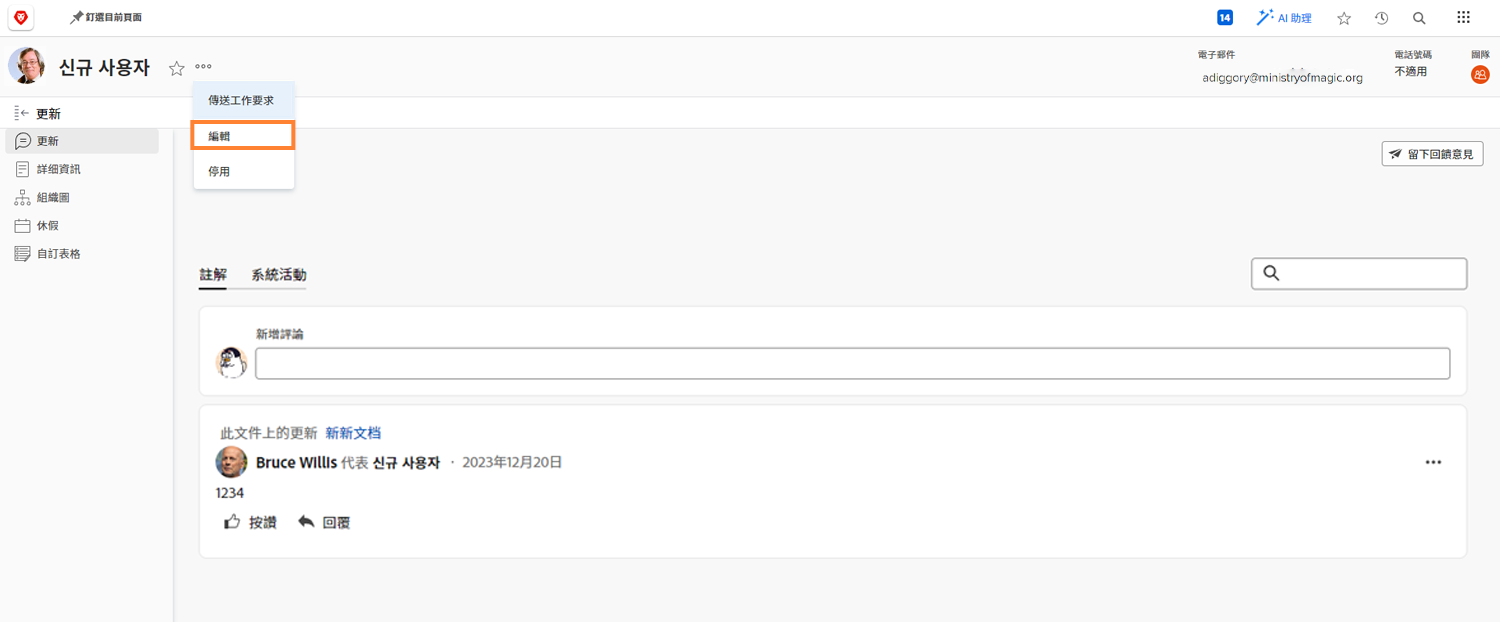 釘選目前頁面
14
AI 助理
신규 사용자
電子郵件
adiggory@ministryofmagic.org
電話號碼
不適用
團隊
傳送工作要求
編輯
停用
更新
更新
詳細資訊
組織圖
休假
自訂表格
留下回饋意見
註解
系統活動
新增評論
此文件上的更新 新新文档
Bruce Willis 代表 신규 사용자 · 2023年12月20日
1234
按讚
回覆